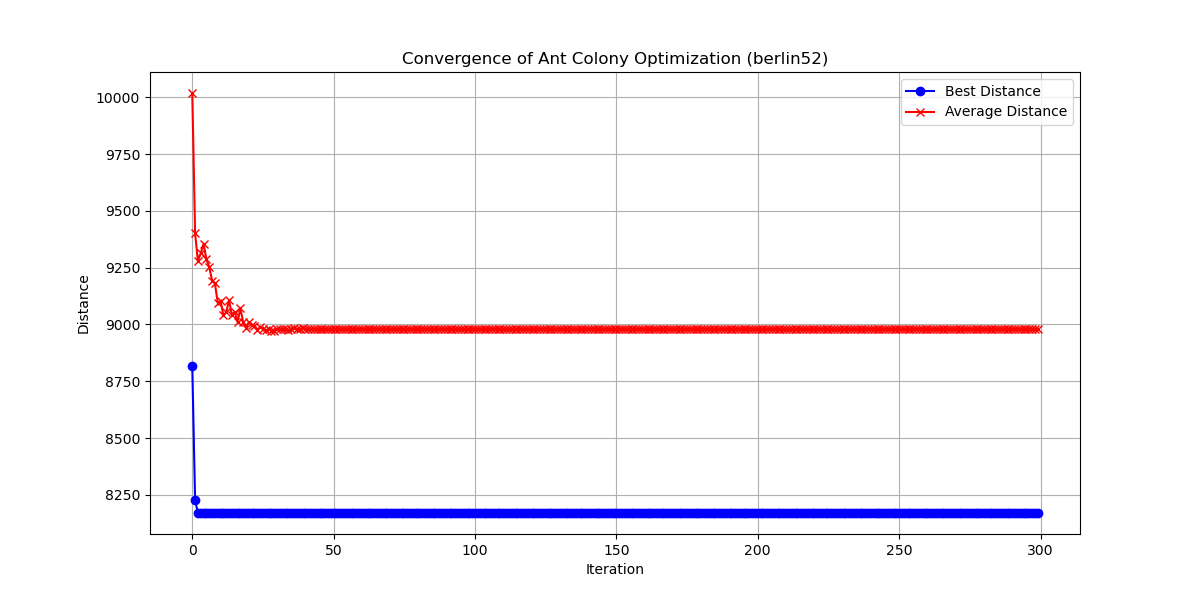 Convergence of Ant Colony Optimization (berlin52)
Best Distance
Average Distance
10000
9750
9500
9250
9000
8750
8500
8250
Distance
0 50 100 150 200 250 300
Iteration